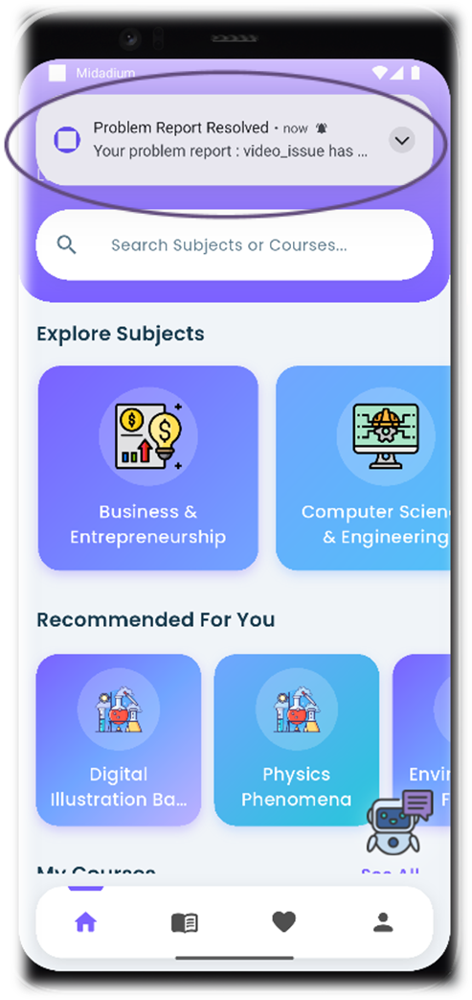 Midadium
Problem Report Resolved • now
Your problem report : video_issue has ...
Search Subjects or Courses...
Explore Subjects
Business &
Entrepreneurship
Computer Scien
& Engineering
Recommended For You
Digital
Illustration Ba...
Physics
Phenomena
Envir
F
My Courses
See All